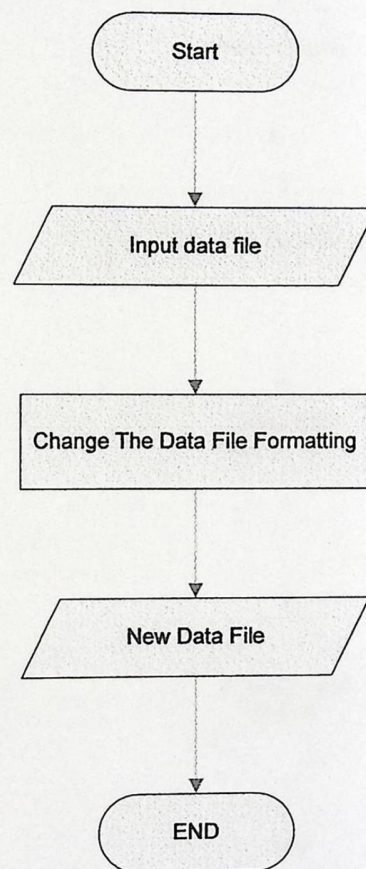 Start
Input data file
Change The Data File Formatting
New Data File
END